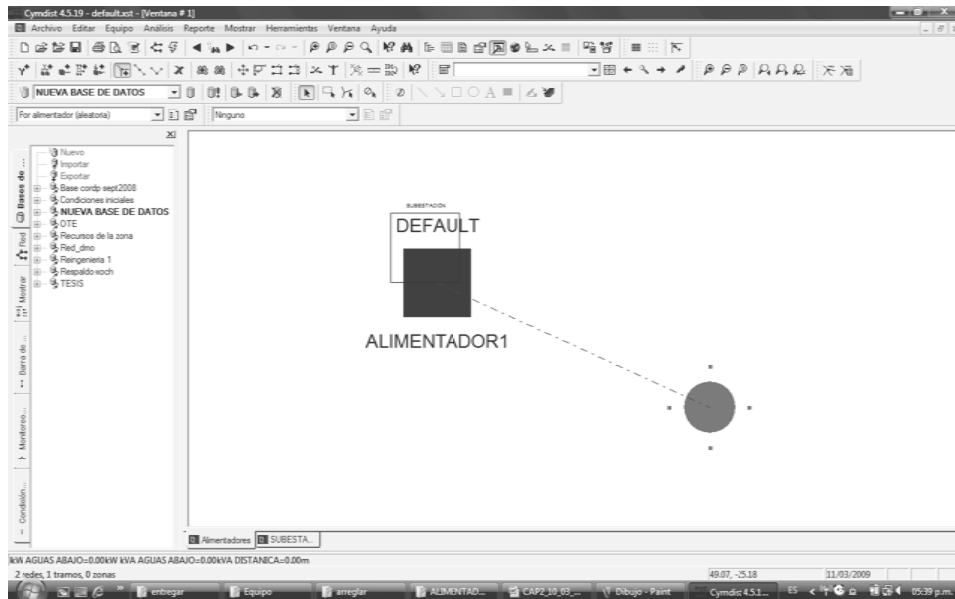 Cymdist 4.5.19 - default.xst - [Ventana # 1]
Archivo Editar Equipo Análisis Reporte Mostrar Herramientas Ventana Ayuda
NUEVA BASE DE DATOS
For alimentador (aleatoria)
Ninguno
Nuevo
Importar
Exportar
Base cordp sept2008
Condiciones iniciales
NUEVA BASE DE DATOS
OTE
Recursos de la zona
Red_dmo
Reingenieria 1
Respaldo xoch
TESIS
Bases de ...
Red
Mostrar
Barra de ...
Monitoreo...
Condición...
SUBESTACIÓN
DEFAULT
ALIMENTADOR1
Alimentadores
SUBESTA...
kW AGUAS ABAJO=0.00kW kVA AGUAS ABAJO=0.00kVA DISTANICA=0.00m
2 redes, 1 tramos, 0 zonas
49.07, -25.18
11/03/2009
entregar
Equipo
arreglar
ALIMENTAD...
CAP2_10_03_...
Dibujo - Paint
Cymdist 4.5.1...
ES
05:39 p.m.